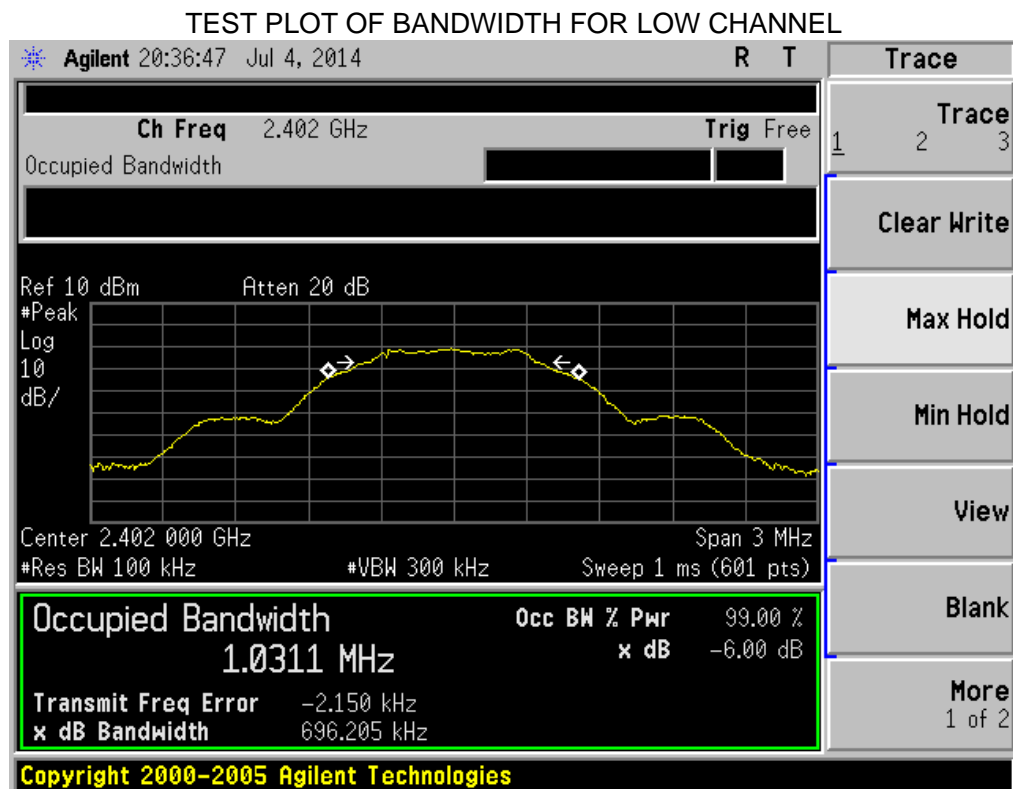 TEST PLOT OF BANDWIDTH FOR LOW CHANNEL
Agilent 20:36:47 Jul 4, 2014 R T
Trace
Ch Freq 2.402 GHz Trig Free
Occupied Bandwidth
Trace
1 2 3
Clear Write
Max Hold
Min Hold
View
Blank
More
1 of 2
Ref 10 dBm Atten 20 dB
#Peak
Log
10
dB/
Center 2.402 000 GHz Span 3 MHz
#Res BW 100 kHz #VBW 300 kHz Sweep 1 ms (601 pts)
Occupied Bandwidth Occ BW % Pwr 99.00 %
1.0311 MHz x dB -6.00 dB
Transmit Freq Error -2.150 kHz
x dB Bandwidth 696.205 kHz
Copyright 2000-2005 Agilent Technologies